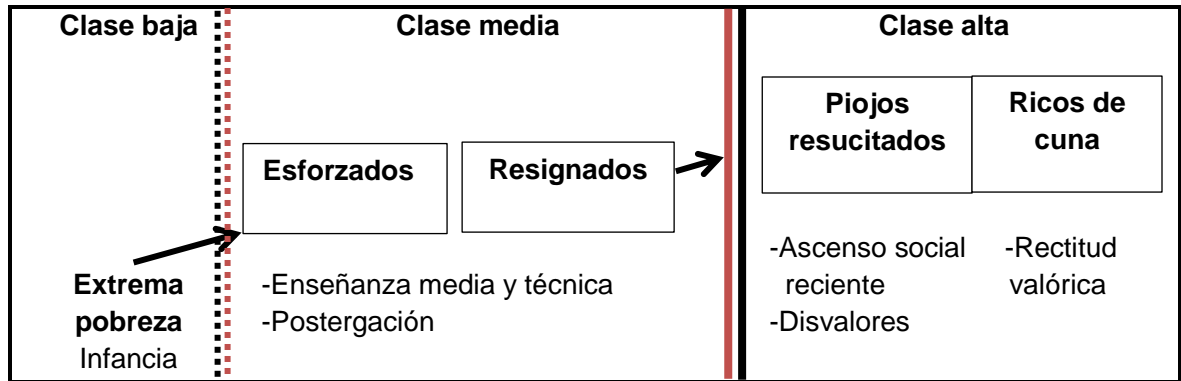 Clase baja
Clase media
Clase alta
Esforzados
Resignados
Piojos
resucitados
Ricos de
cuna
Extrema
pobreza
Infancia
-Enseñanza media y técnica
-Postergación
-Ascenso social
reciente
-Disvalores
-Rectitud
valórica